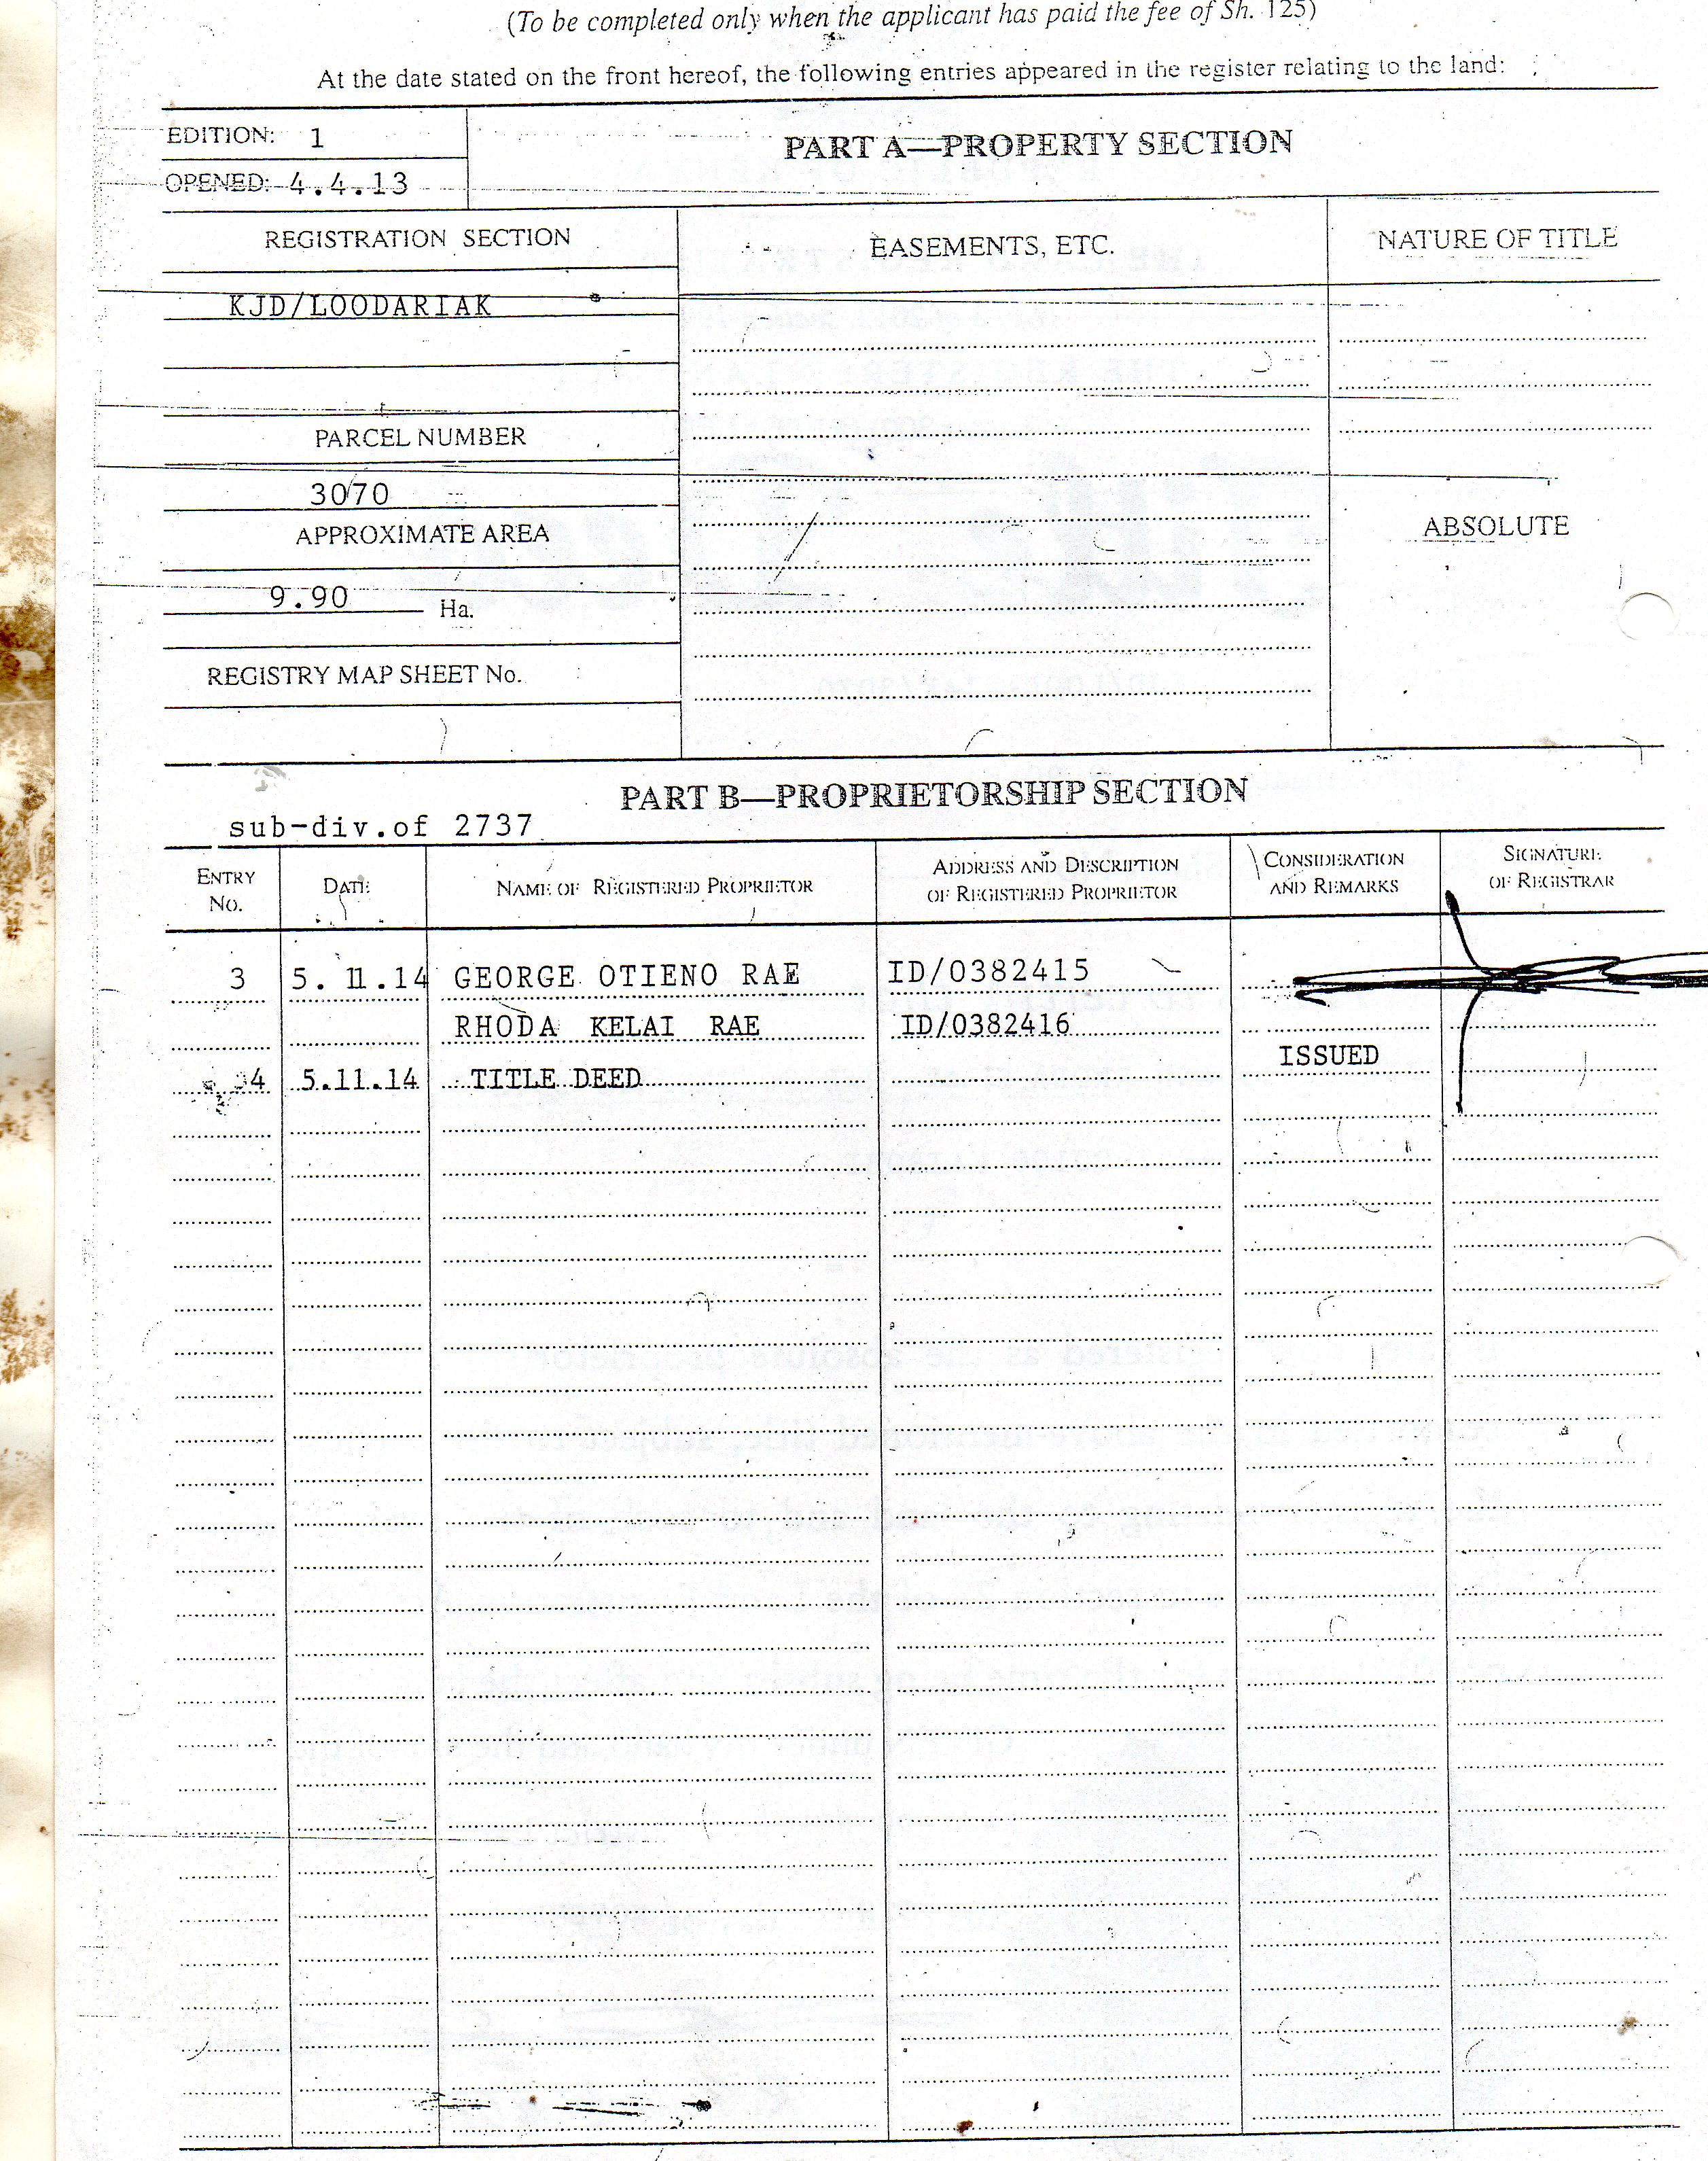 (To be completed only when the applicant has paid the fee of Sh. 125)
At the date stated on the front hereof, the following entries appeared in the register relating to the land:
EDITION: 1
OPENED: 4.4.13
PART A—PROPERTY SECTION
REGISTRATION SECTION
EASEMENTS, ETC.
NATURE OF TITLE
KJD/LOODARIAK
PARCEL NUMBER
3070
APPROXIMATE AREA
ABSOLUTE
9.90 Ha.
REGISTRY MAP SHEET No.
PART B—PROPRIETORSHIP SECTION
sub-div.of 2737
ENTRY No.
DATE
NAME OF REGISTERED PROPRIETOR
ADDRESS AND DESCRIPTION OF REGISTERED PROPRIETOR
CONSIDERATION AND REMARKS
SIGNATURE OF REGISTRAR
3 5.11.14 GEORGE OTIENO RAE ID/0382415
RHODA KELAI RAE ID/0382416
ISSUED
4 5.11.14 TITLE DEED